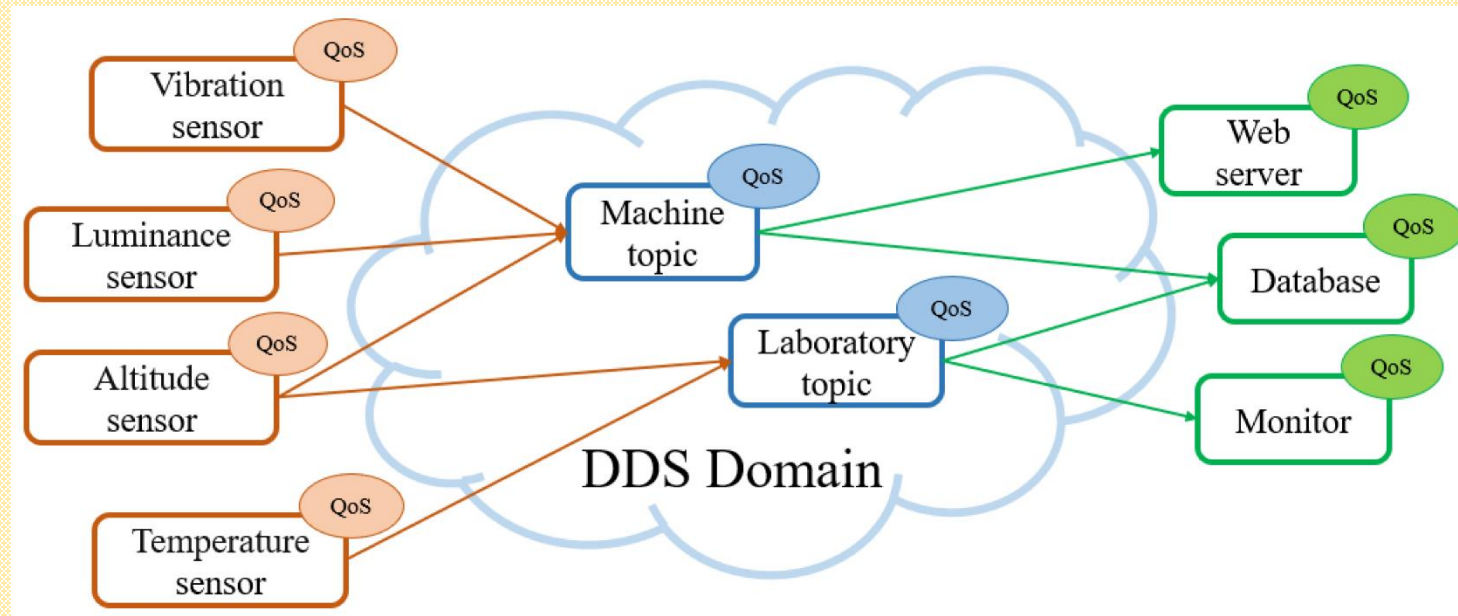 QoS
Vibration
sensor
QoS
Luminance
sensor
QoS
Altitude
sensor
QoS
Temperature
sensor
QoS
Machine
topic
QoS
Laboratory
topic
DDS Domain
QoS
Web
server
QoS
Database
QoS
Monitor